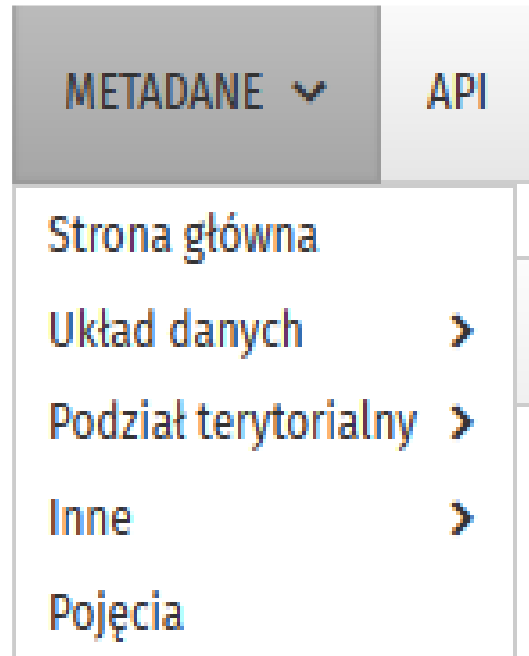 METADANE API
Strona główna
Układ danych
Podział terytorialny
Inne
Pojęcia